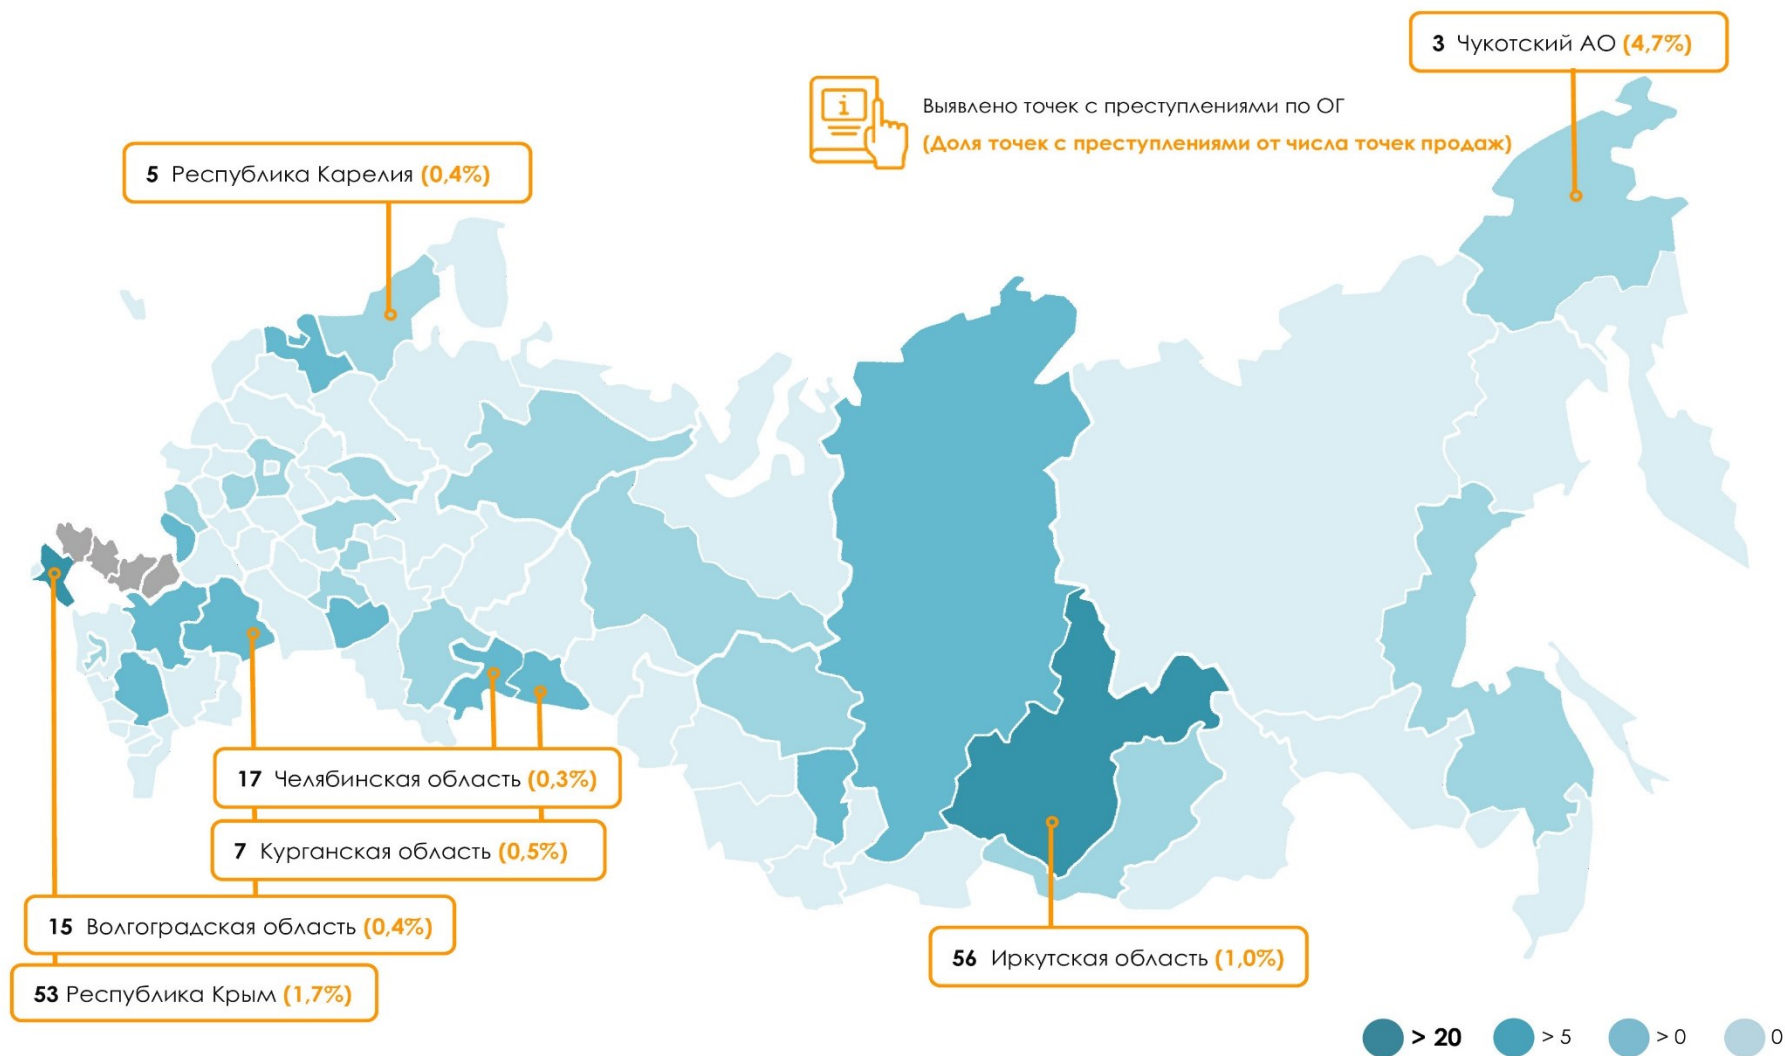 3 Чукотский АО (4,7%)
i
Выявлено точек с преступлениями по ОГ
(Доля точек с преступлениями от числа точек продаж)
5 Республика Карелия (0,4%)
17 Челябинская область (0,3%)
7 Курганская область (0,5%)
15 Волгоградская область (0,4%)
56 Иркутская область (1,0%)
53 Республика Крым (1,7%)
> 20 > 5 > 0 0